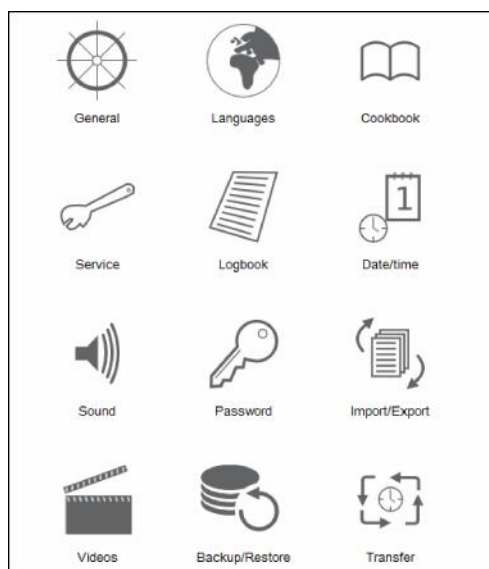 General
Languages
Cookbook
1
Service
Logbook
Date/time
Sound
Password
Import/Export
Videos
Backup/Restore
Transfer